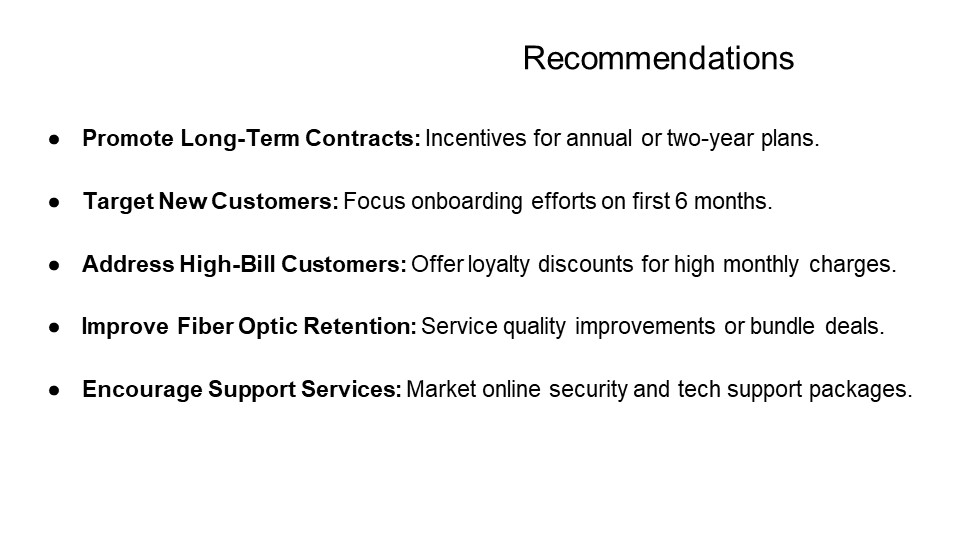 Recommendations
● Promote Long-Term Contracts: Incentives for annual or two-year plans.
● Target New Customers: Focus onboarding efforts on first 6 months.
● Address High-Bill Customers: Offer loyalty discounts for high monthly charges.
● Improve Fiber Optic Retention: Service quality improvements or bundle deals.
● Encourage Support Services: Market online security and tech support packages.